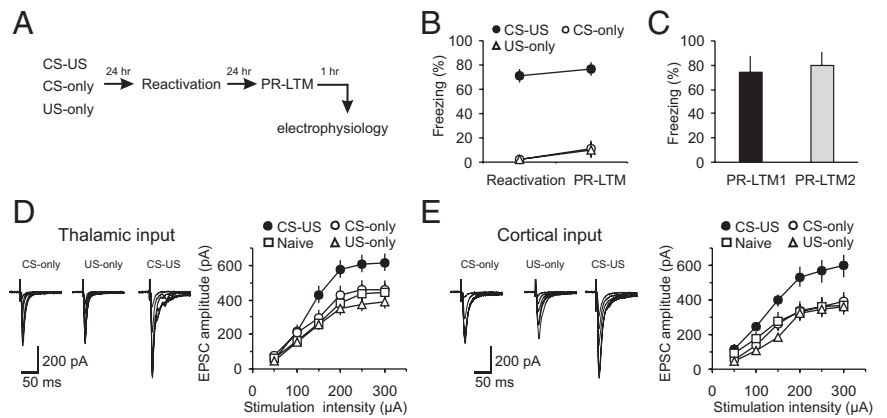 A
CS-US
CS-only
US-only
24 hr
Reactivation
24 hr
PR-LTM
1 hr
electrophysiology
B
CS-US
CS-only
US-only
Freezing (%)
100
80
60
40
20
0
Reactivation PR-LTM
C
Freezing (%)
100
80
60
40
20
0
PR-LTM1 PR-LTM2
D
Thalamic input
CS-only US-only CS-US
200 pA
50 ms
CS-US CS-only
Naive US-only
EPSC amplitude (pA)
600
400
200
0
0 100 200 300
Stimulation intensity (µA)
E
Cortical input
CS-only US-only CS-US
200 pA
50 ms
CS-US CS-only
Naive US-only
EPSC amplitude (pA)
600
400
200
0
0 100 200 300
Stimulation intensity (µA)